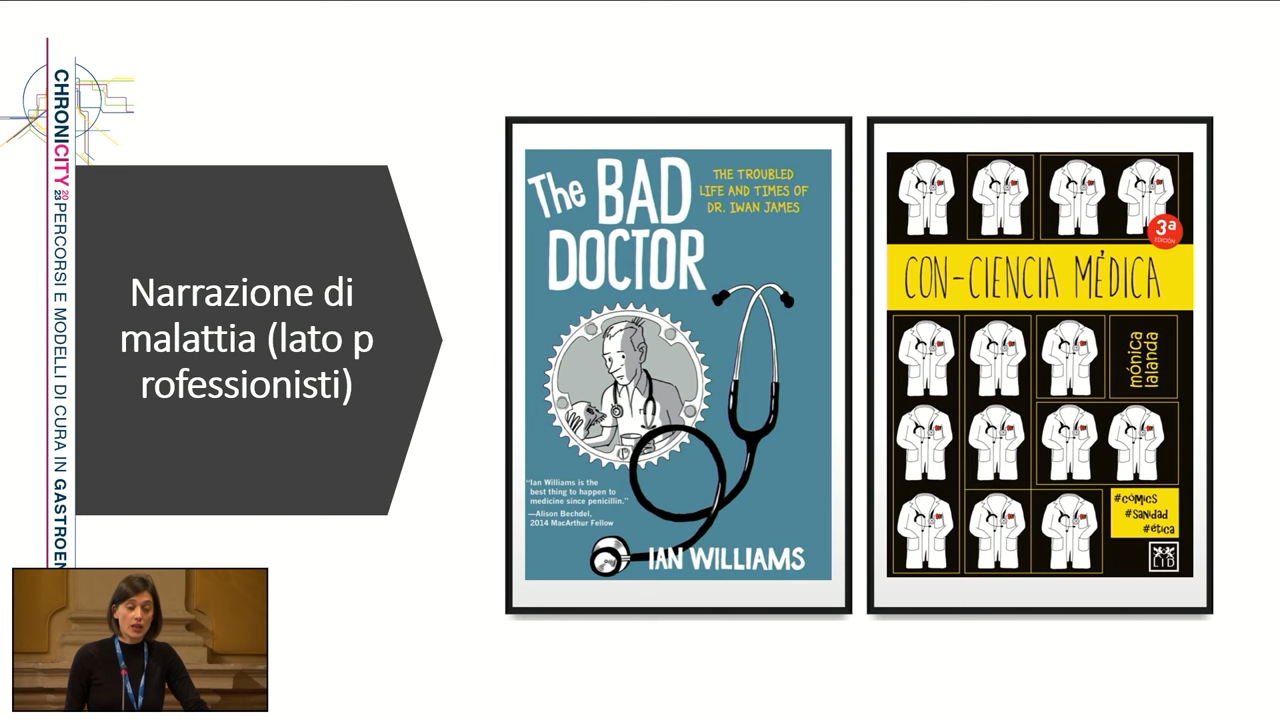 CHRONICITY 2023 PERCORSI E MODELLI DI CURA IN GASTROEN
Narrazione di
malattia (lato p
rofessionisti)
The BAD
DOCTOR
THE TROUBLED
LIFE AND TIMES OF
DR. IWAN JAMES
"Ian Williams is the
best thing to happen to
medicine since penicillin."
—Alison Bechdel,
2014 MacArthur Fellow
IAN WILLIAMS
3ª
EDICIÓN
CON-CIENCIA MÉDICA
mónica
lalanda
#cómics
#sanidad
#ética
LID